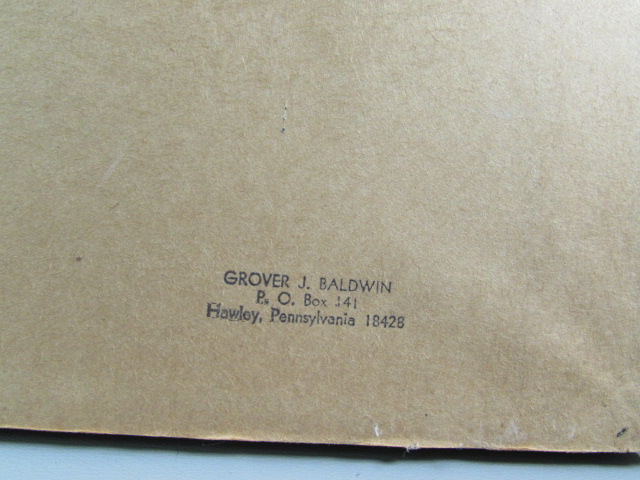 GROVER J. BALDWIN
P. O. Box 141
Hawley, Pennsylvania 18428